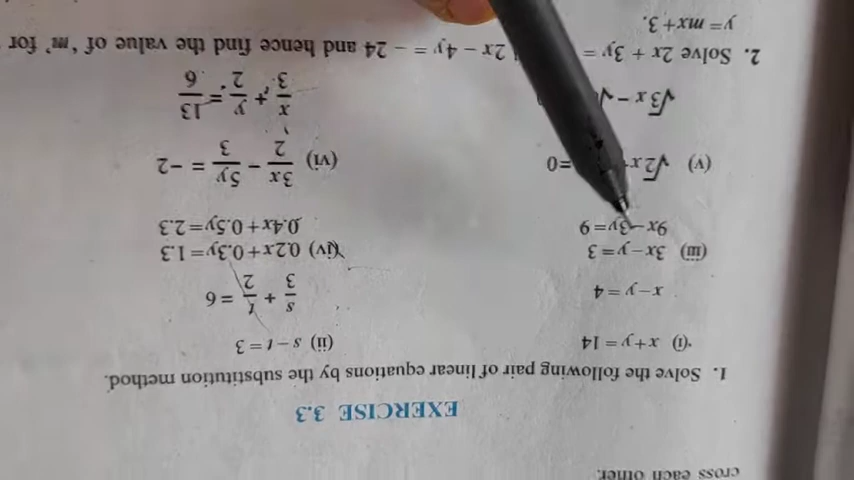 cross each other.
EXERCISE 3.3
1. Solve the following pair of linear equations by the substitution method.
(i) x + y = 14 (ii) s – t = 3
x – y = 4 s/3 + t/2 = 6
(iii) 3x – y = 3 (iv) 0.2x + 0.3y = 1.3
9x – 3y = 9 0.4x + 0.5y = 2.3
(v) √2 x = 0 (vi) 3x/2 – 5y/3 = –2
√3 x – √ x/3 + y/2 = 13/6
2. Solve 2x + 3y = 2x – 4y = – 24 and hence find the value of 'm' for
y = mx + 3.